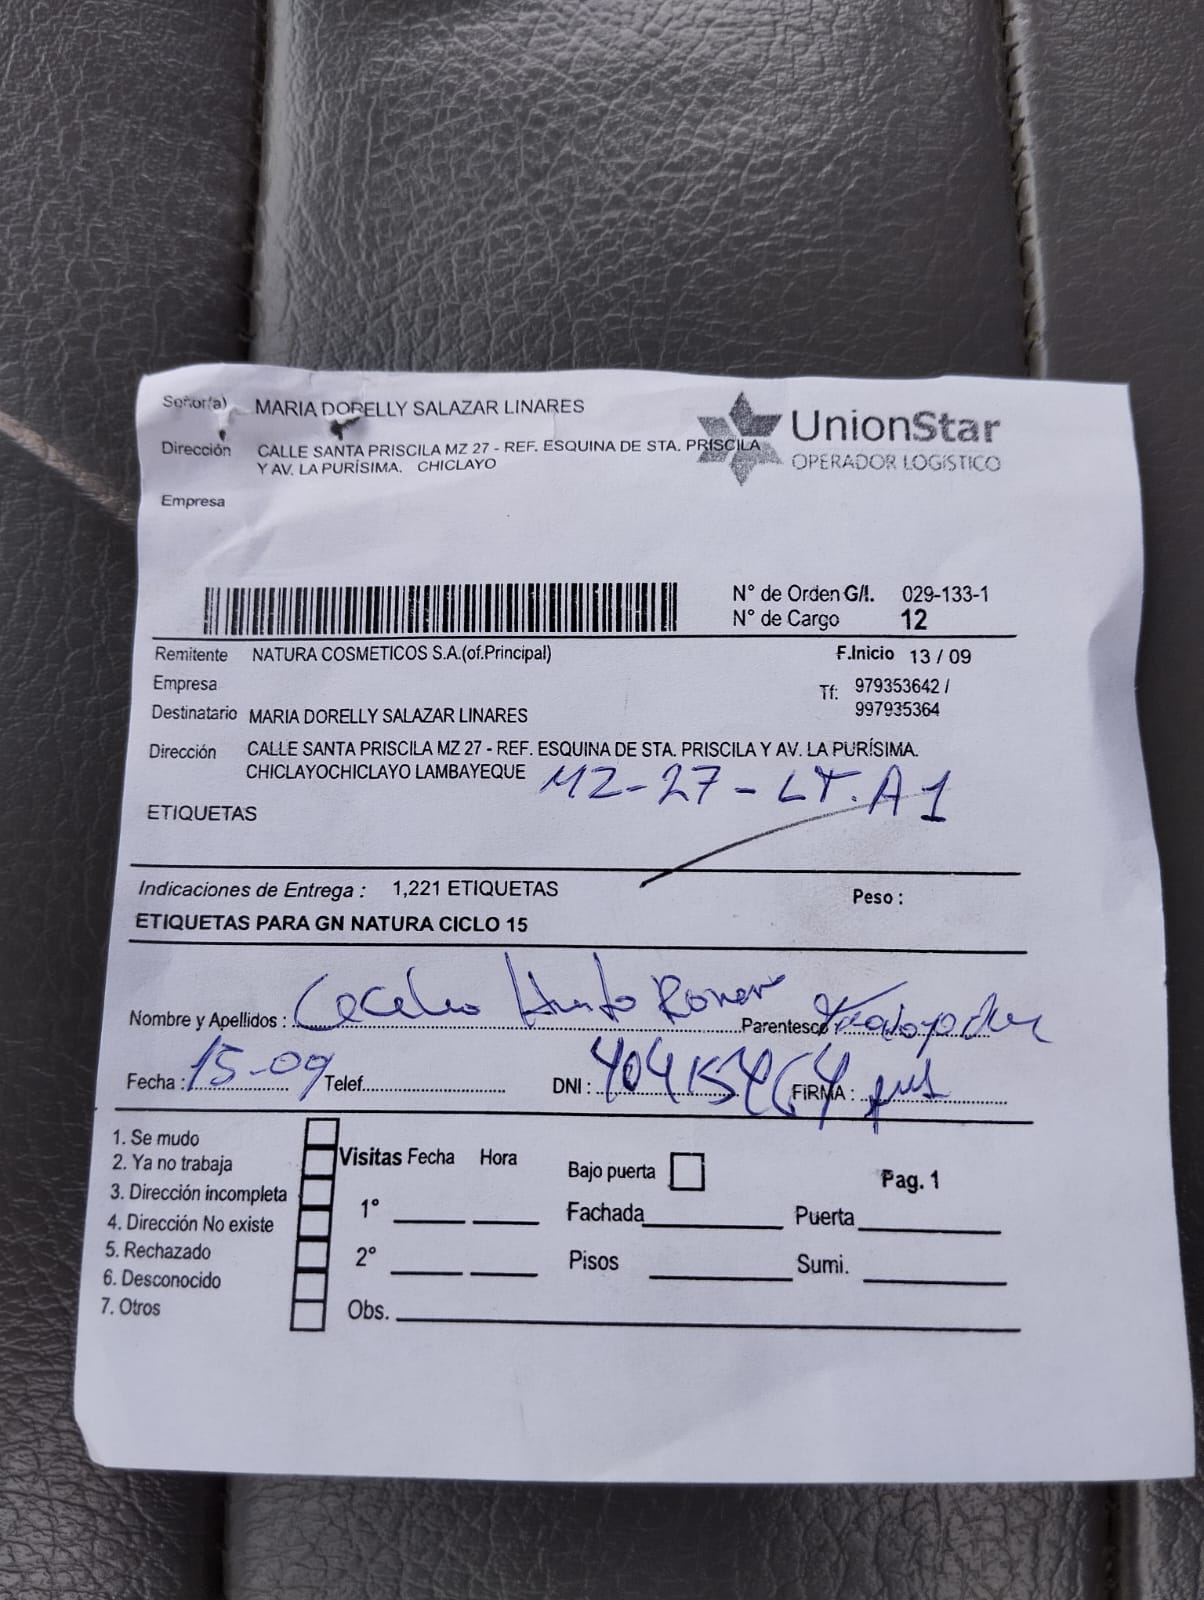 Señor(a) MARIA DORELLY SALAZAR LINARES
UnionStar
OPERADOR LOGÍSTICO
Dirección CALLE SANTA PRISCILA MZ 27 - REF. ESQUINA DE STA. PRISCILA
Y AV. LA PURÍSIMA. CHICLAYO
Empresa
N° de Orden G/I. 029-133-1
N° de Cargo 12
Remitente NATURA COSMETICOS S.A.(of.Principal) F.Inicio 13 / 09
Empresa Tf: 979353642 /
997935364
Destinatario MARIA DORELLY SALAZAR LINARES
Dirección CALLE SANTA PRISCILA MZ 27 - REF. ESQUINA DE STA. PRISCILA Y AV. LA PURÍSIMA.
CHICLAYOCHICLAYO LAMBAYEQUE MZ-27-LT.A1
ETIQUETAS
Indicaciones de Entrega : 1,221 ETIQUETAS Peso :
ETIQUETAS PARA GN NATURA CICLO 15
Nombre y Apellidos : Parentesco
Fecha : 15-09 Telef. DNI : FIRMA :
1. Se mudo
2. Ya no trabaja
3. Dirección incompleta
4. Dirección No existe
5. Rechazado
6. Desconocido
7. Otros
Visitas Fecha Hora
1°
2°
Obs.
Bajo puerta Pag. 1
Fachada Puerta
Pisos Sumi.